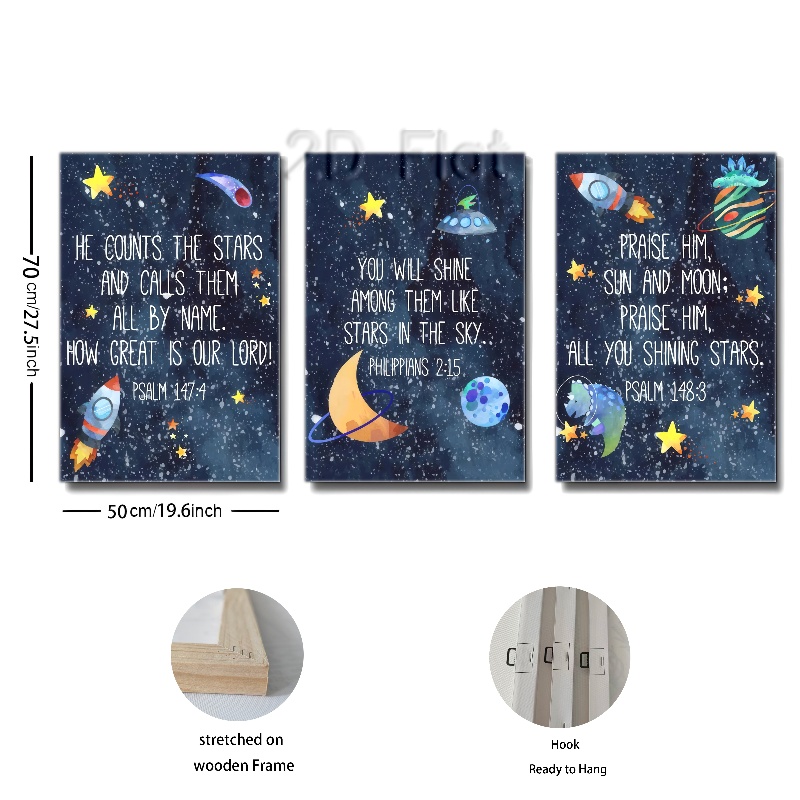 2D Flat
HE COUNTS THE STARS
AND CALLS THEM
ALL BY NAME.
HOW GREAT IS OUR LORD!
PSALM 147:4
YOU WILL SHINE
AMONG THEM LIKE
STARS IN THE SKY..
PHILIPPIANS 2:15
PRAISE HIM,
SUN AND MOON;
PRAISE HIM,
ALL YOU SHINING STARS.
PSALM 148:3
70cm/27.5inch
50cm/19.6inch
stretched on
wooden Frame
Hook
Ready to Hang